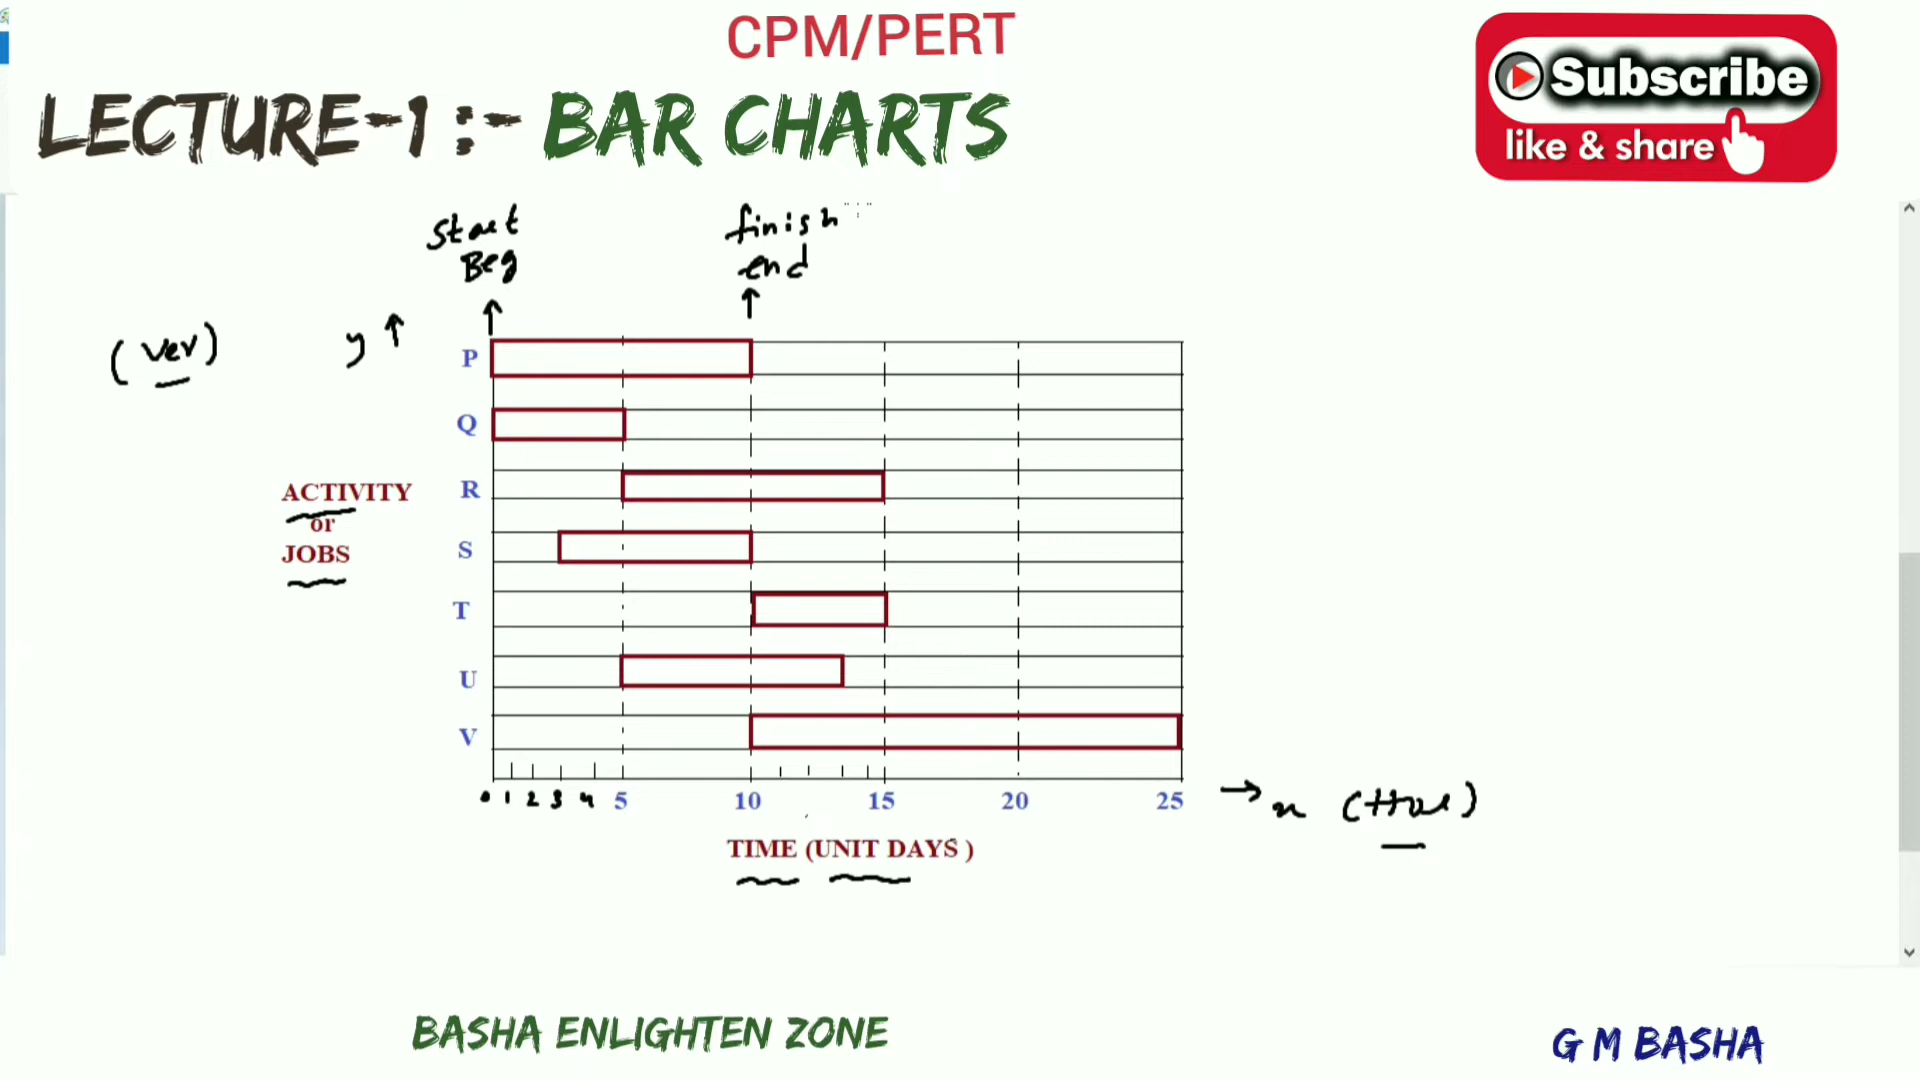 CPM/PERT
LECTURE-1 :- BAR CHARTS
Subscribe
like & share
Start
Beg
finish
end
(Ver)
y
P
Q
R
S
T
U
V
ACTIVITY
or
JOBS
0 1 2 3 4 5 10 15 20 25
x
TIME (UNIT DAYS )
BASHA ENLIGHTEN ZONE
G M BASHA